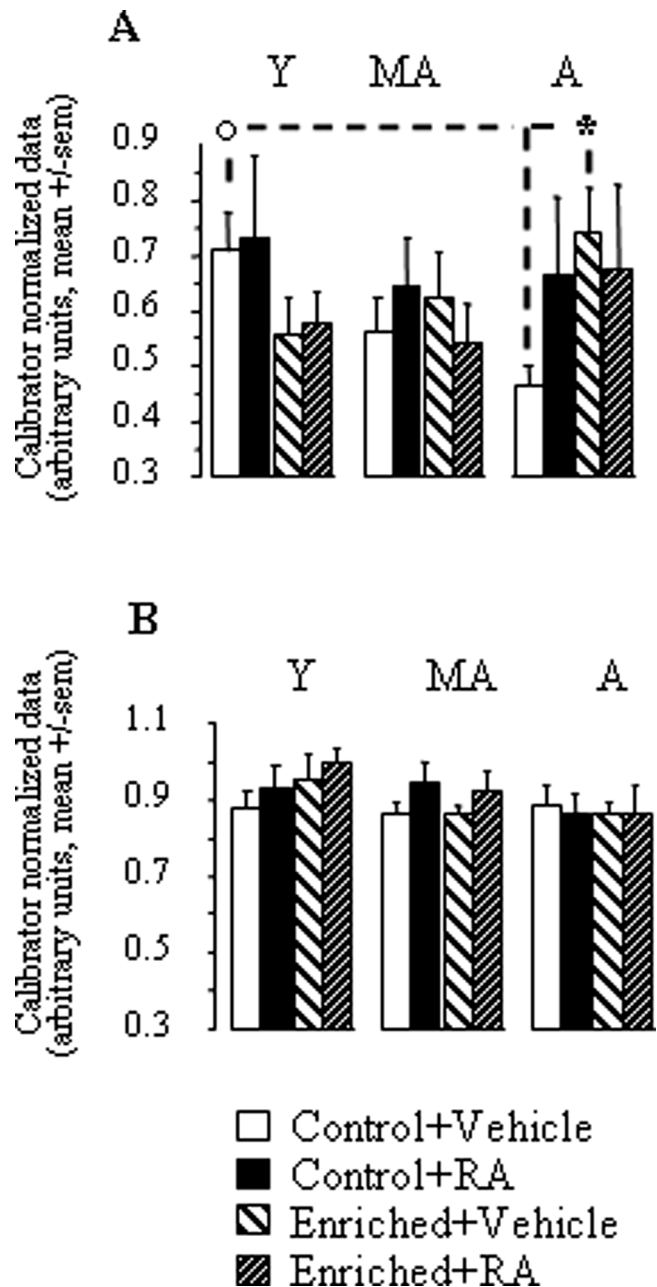 A
Y MA A
Calibrator normalized data
(arbitrary units, mean +/-sem)
0.9
0.8
0.7
0.6
0.5
0.4
0.3
*
B
Y MA A
Calibrator normalized data
(arbitrary units, mean +/-sem)
1.1
0.9
0.7
0.5
0.3
Control+Vehicle
Control+RA
Enriched+Vehicle
Enriched+RA